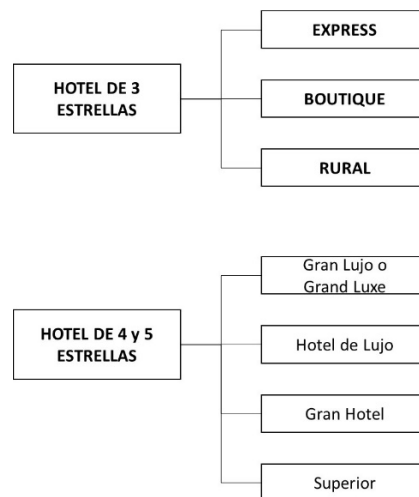 HOTEL DE 3
ESTRELLAS
EXPRESS
BOUTIQUE
RURAL
HOTEL DE 4 y 5
ESTRELLAS
Gran Lujo o
Grand Luxe
Hotel de Lujo
Gran Hotel
Superior